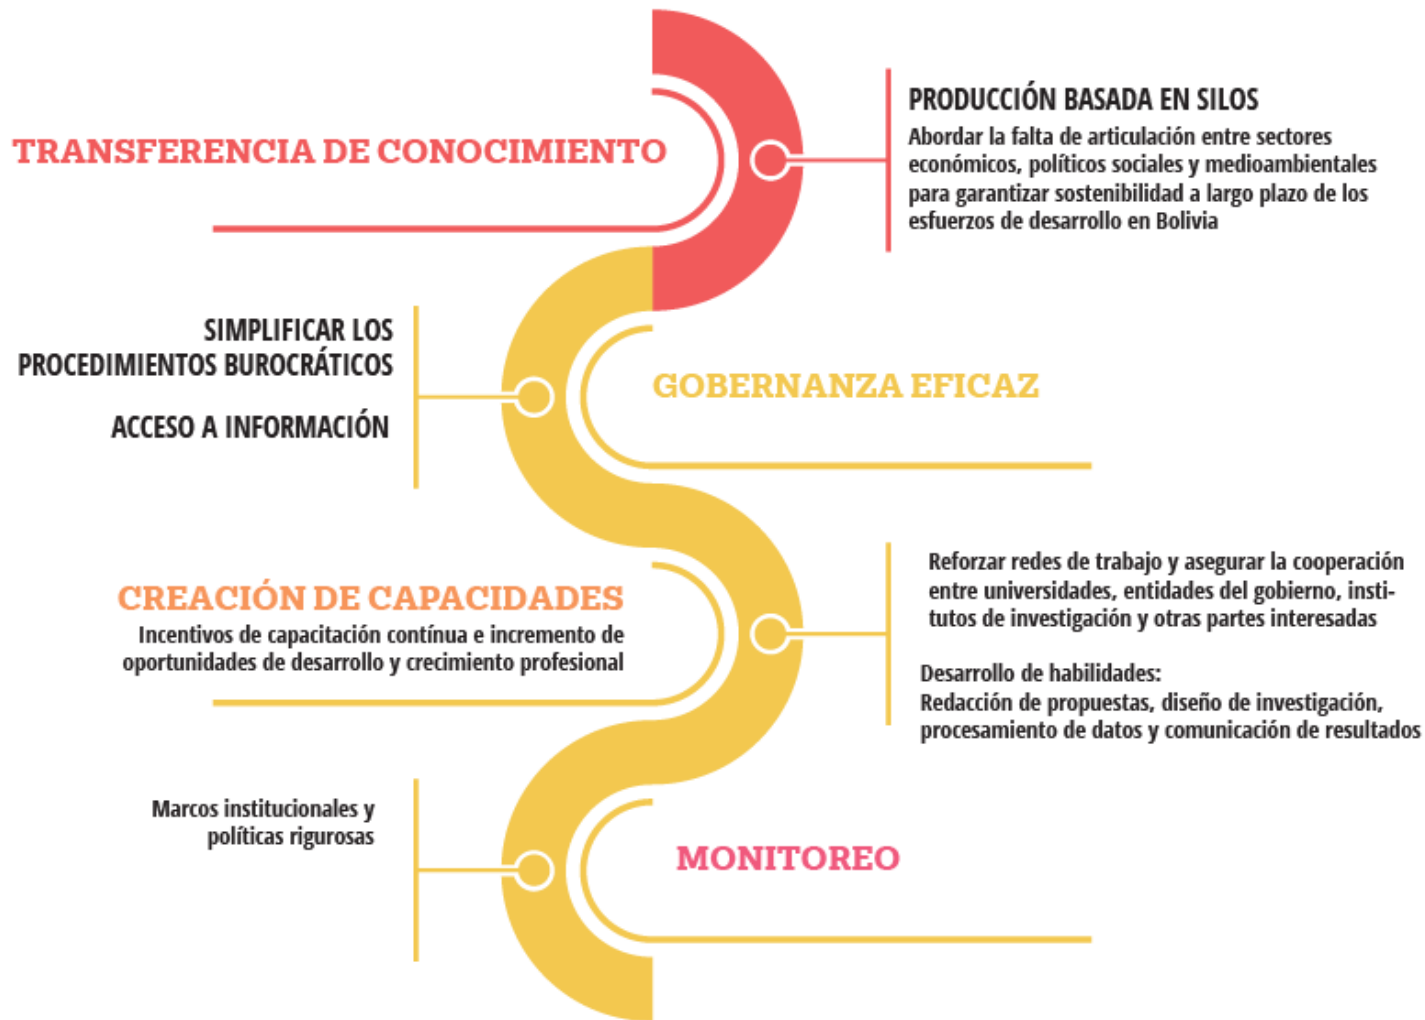 TRANSFERENCIA DE CONOCIMIENTO
PRODUCCIÓN BASADA EN SILOS
Abordar la falta de articulación entre sectores
económicos, políticos sociales y medioambientales
para garantizar sostenibilidad a largo plazo de los
esfuerzos de desarrollo en Bolivia
SIMPLIFICAR LOS
PROCEDIMIENTOS BUROCRÁTICOS
ACCESO A INFORMACIÓN
GOBERNANZA EFICAZ
CREACIÓN DE CAPACIDADES
Incentivos de capacitación contínua e incremento de
oportunidades de desarrollo y crecimiento profesional
Reforzar redes de trabajo y asegurar la cooperación
entre universidades, entidades del gobierno, insti-
tutos de investigación y otras partes interesadas
Desarrollo de habilidades:
Redacción de propuestas, diseño de investigación,
procesamiento de datos y comunicación de resultados
Marcos institucionales y
políticas rigurosas
MONITOREO